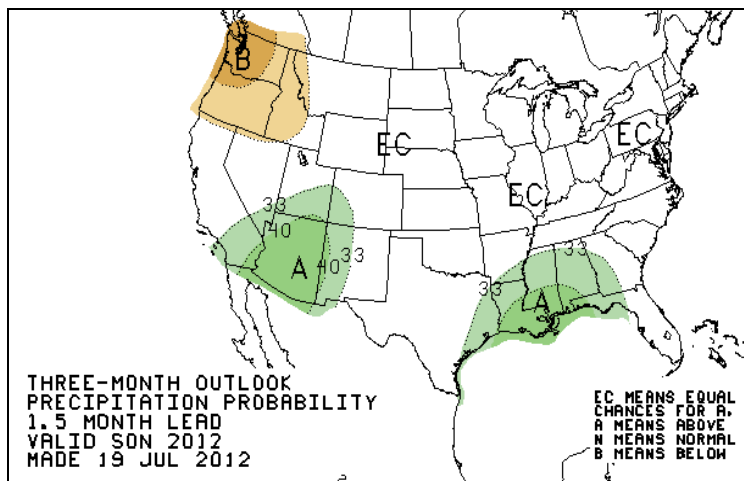 B
EC
EC
EC
33
40
A
40
33
33
33
A
THREE-MONTH OUTLOOK
PRECIPITATION PROBABILITY
1.5 MONTH LEAD
VALID SON 2012
MADE 19 JUL 2012
EC MEANS EQUAL
CHANCES FOR A,
A MEANS ABOVE
N MEANS NORMAL
B MEANS BELOW